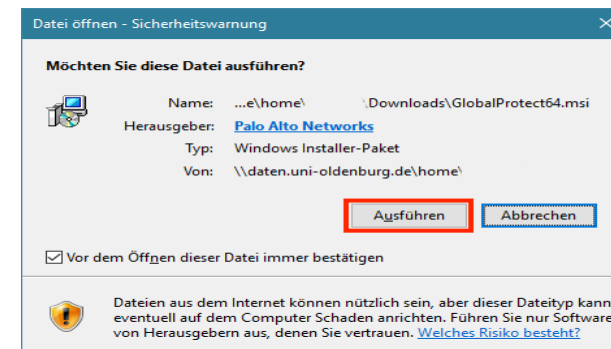 Datei öffnen - Sicherheitswarnung
Möchten Sie diese Datei ausführen?
Name: ...e\home\ \Downloads\GlobalProtect64.msi
Herausgeber: Palo Alto Networks
Typ: Windows Installer-Paket
Von: \\daten.uni-oldenburg.de\home\
Ausführen Abbrechen
Vor dem Öffnen dieser Datei immer bestätigen
Dateien aus dem Internet können nützlich sein, aber dieser Dateityp kann
eventuell auf dem Computer Schaden anrichten. Führen Sie nur Software
von Herausgebern aus, denen Sie vertrauen. Welches Risiko besteht?